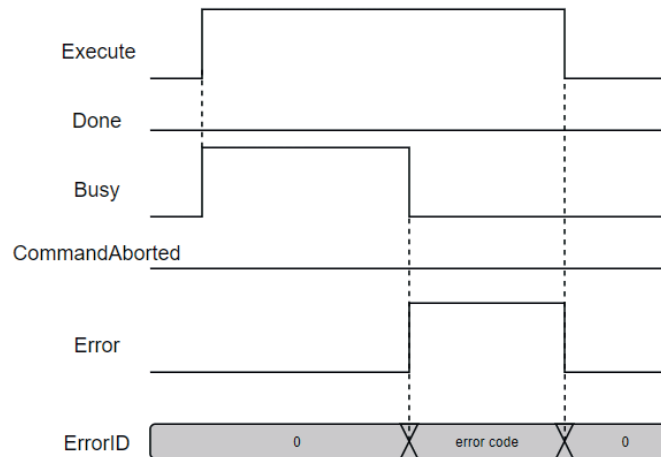 Execute
Done
Busy
CommandAborted
Error
ErrorID 0 error code 0